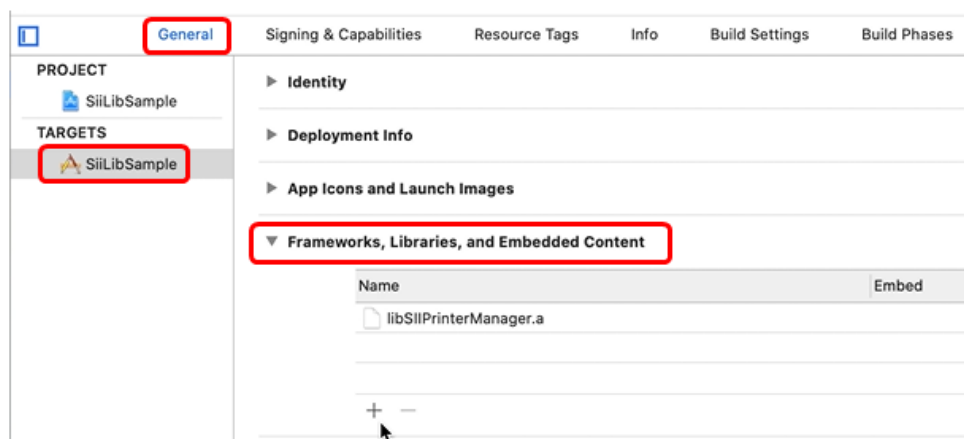 General Signing & Capabilities Resource Tags Info Build Settings Build Phases
PROJECT
SiiLibSample
TARGETS
SiiLibSample
Identity
Deployment Info
App Icons and Launch Images
Frameworks, Libraries, and Embedded Content
Name Embed
libSIIPrinterManager.a